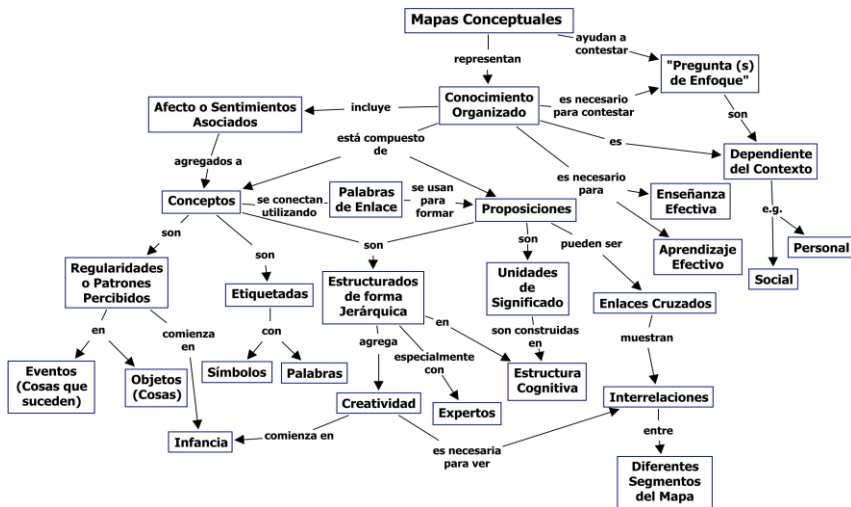 Mapas Conceptuales
ayudan a
contestar
representan
"Pregunta (s)
de Enfoque"
Afecto o Sentimientos
Asociados
incluye
Conocimiento
Organizado
es necesario
para contestar
son
está compuesto
de
es
Dependiente
del Contexto
agregados a
es necesario
para
Conceptos
se conectan
utilizando
Palabras
de Enlace
se usan
para
formar
Proposiciones
Enseñanza
Efectiva
e.g.
Personal
son
son
son
son
pueden ser
Aprendizaje
Efectivo
Social
Regularidades
o Patrones
Percibidos
Etiquetadas
Estructurados
de forma
Jerárquica
Unidades
de
Significado
Enlaces Cruzados
en
comienza
en
con
agrega
especialmente
con
en
son construidas
en
muestran
Eventos
(Cosas que
suceden)
Objetos
(Cosas)
Símbolos
Palabras
Estructura
Cognitiva
Creatividad
Expertos
Interrelaciones
Infancia
comienza en
es necesaria
para ver
entre
Diferentes
Segmentos
del Mapa